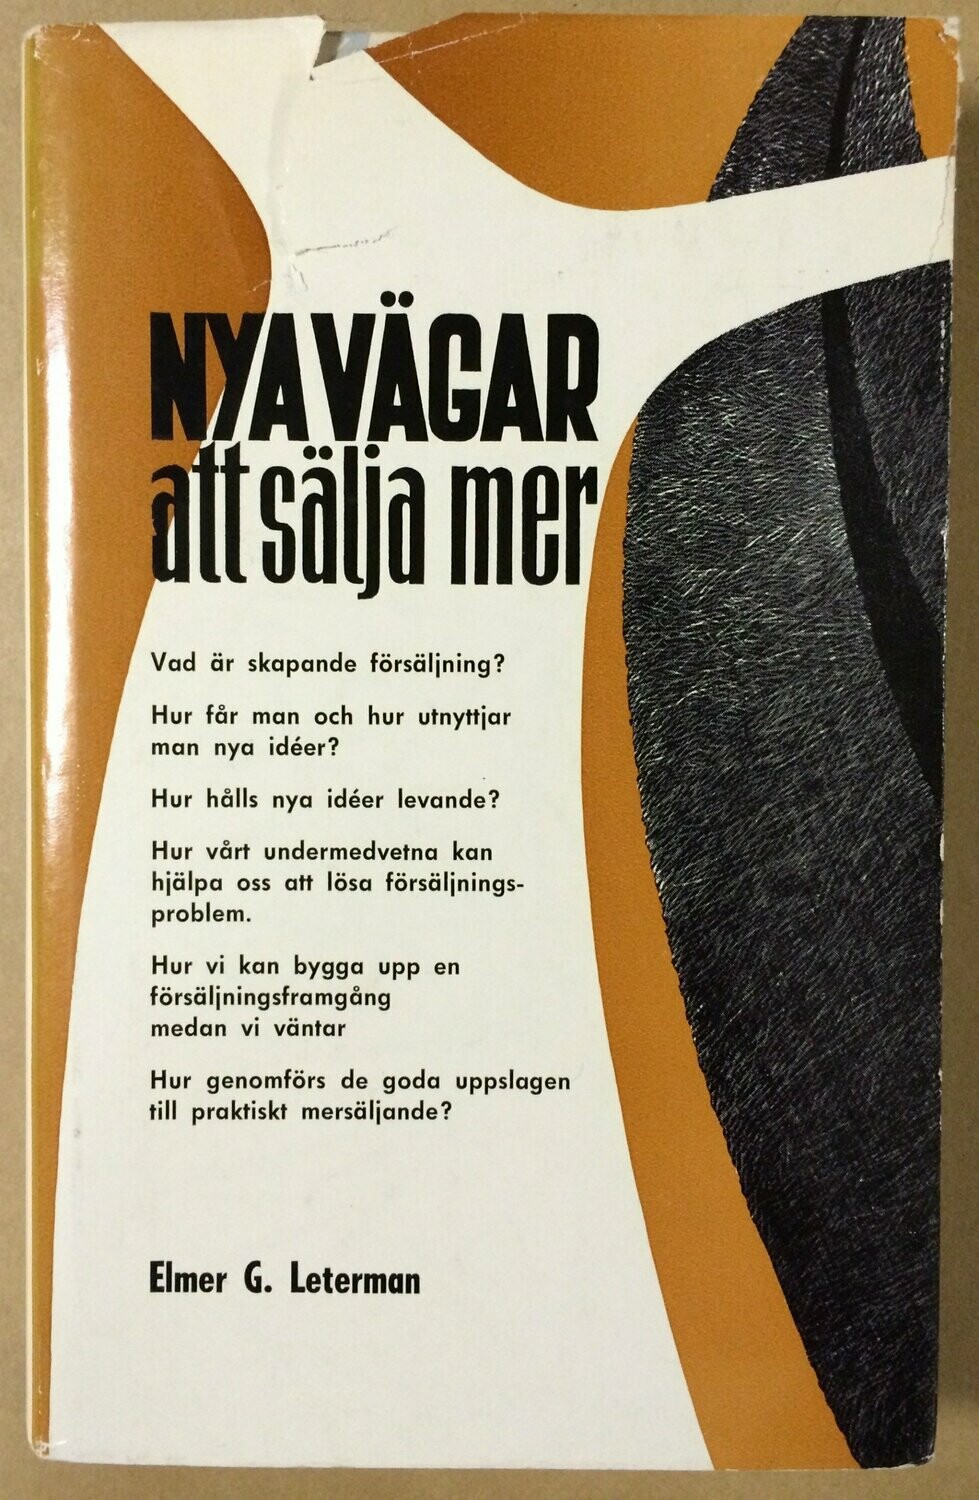 NYA VÄGAR
att sälja mer
Vad är skapande försäljning?
Hur får man och hur utnyttjar
man nya idéer?
Hur hålls nya idéer levande?
Hur vårt undermedvetna kan
hjälpa oss att lösa försäljnings-
problem.
Hur vi kan bygga upp en
försäljningsframgång
medan vi väntar
Hur genomförs de goda uppslagen
till praktiskt mersäljande?
Elmer G. Leterman